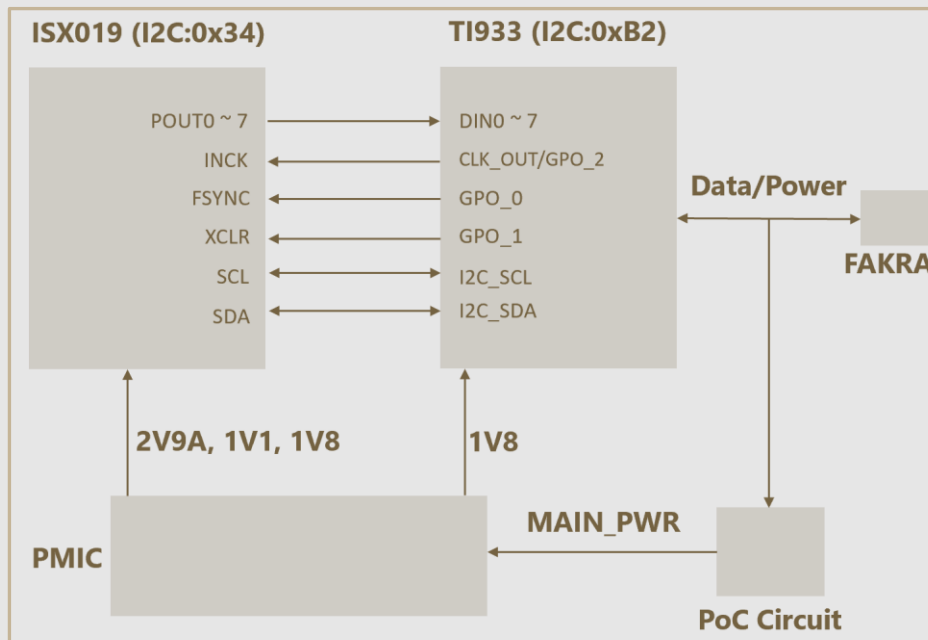 ISX019 (I2C:0x34)
TI933 (I2C:0xB2)
POUT0 ~ 7
DIN0 ~ 7
INCK
CLK_OUT/GPO_2
FSYNC
GPO_0
XCLR
GPO_1
SCL
I2C_SCL
SDA
I2C_SDA
Data/Power
FAKRA
2V9A, 1V1, 1V8
1V8
PMIC
MAIN_PWR
PoC Circuit